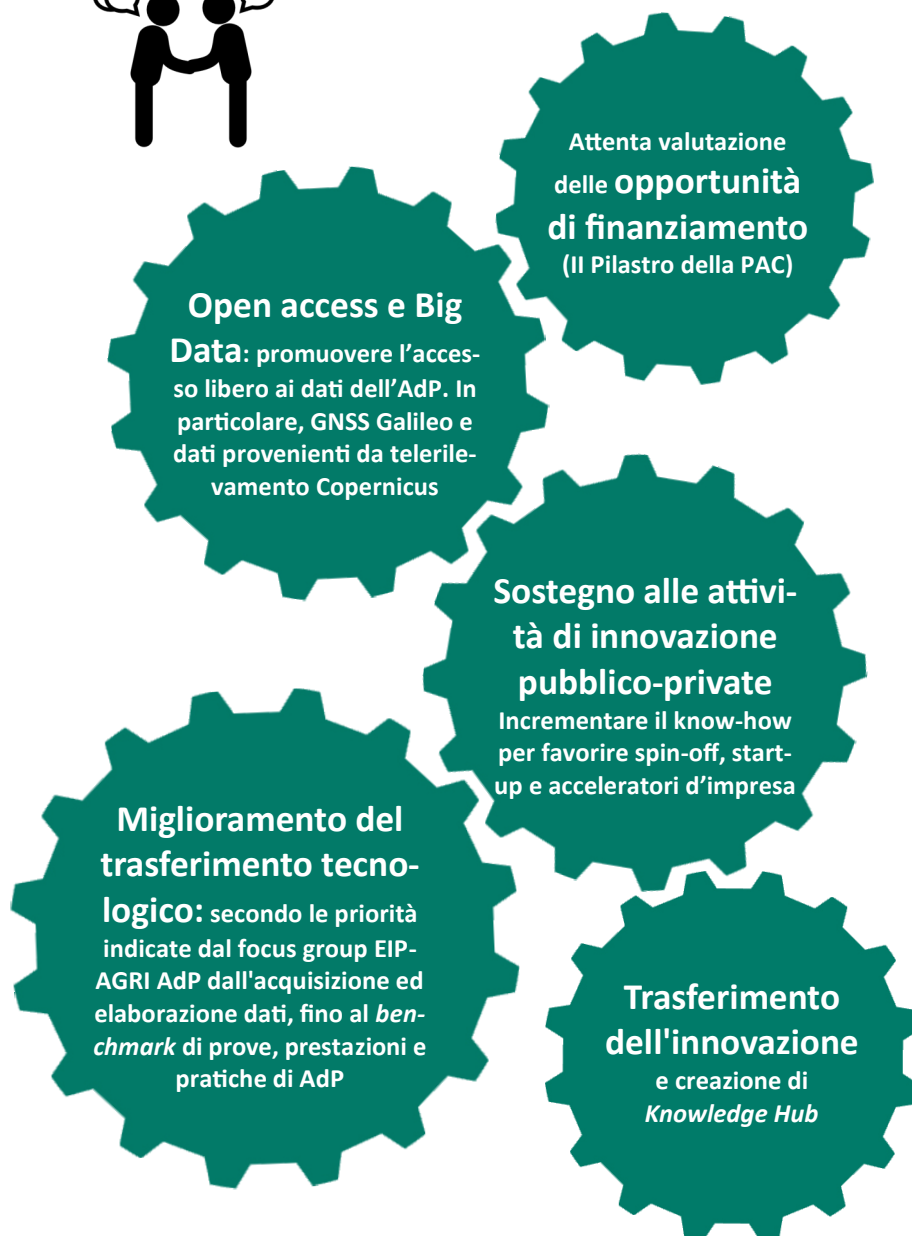 Attenta valutazione
delle opportunità
di finanziamento
(II Pilastro della PAC)
Open access e Big
Data: promuovere l’acces-
so libero ai dati dell’AdP. In
particolare, GNSS Galileo e
dati provenienti da telerile-
vamento Copernicus
Sostegno alle attivi-
tà di innovazione
pubblico-private
Incrementare il know-how
per favorire spin-off, start-
up e acceleratori d’impresa
Miglioramento del
trasferimento tecno-
logico: secondo le priorità
indicate dal focus group EIP-
AGRI AdP dall'acquisizione ed
elaborazione dati, fino al ben-
chmark di prove, prestazioni e
pratiche di AdP
Trasferimento
dell'innovazione
e creazione di
Knowledge Hub